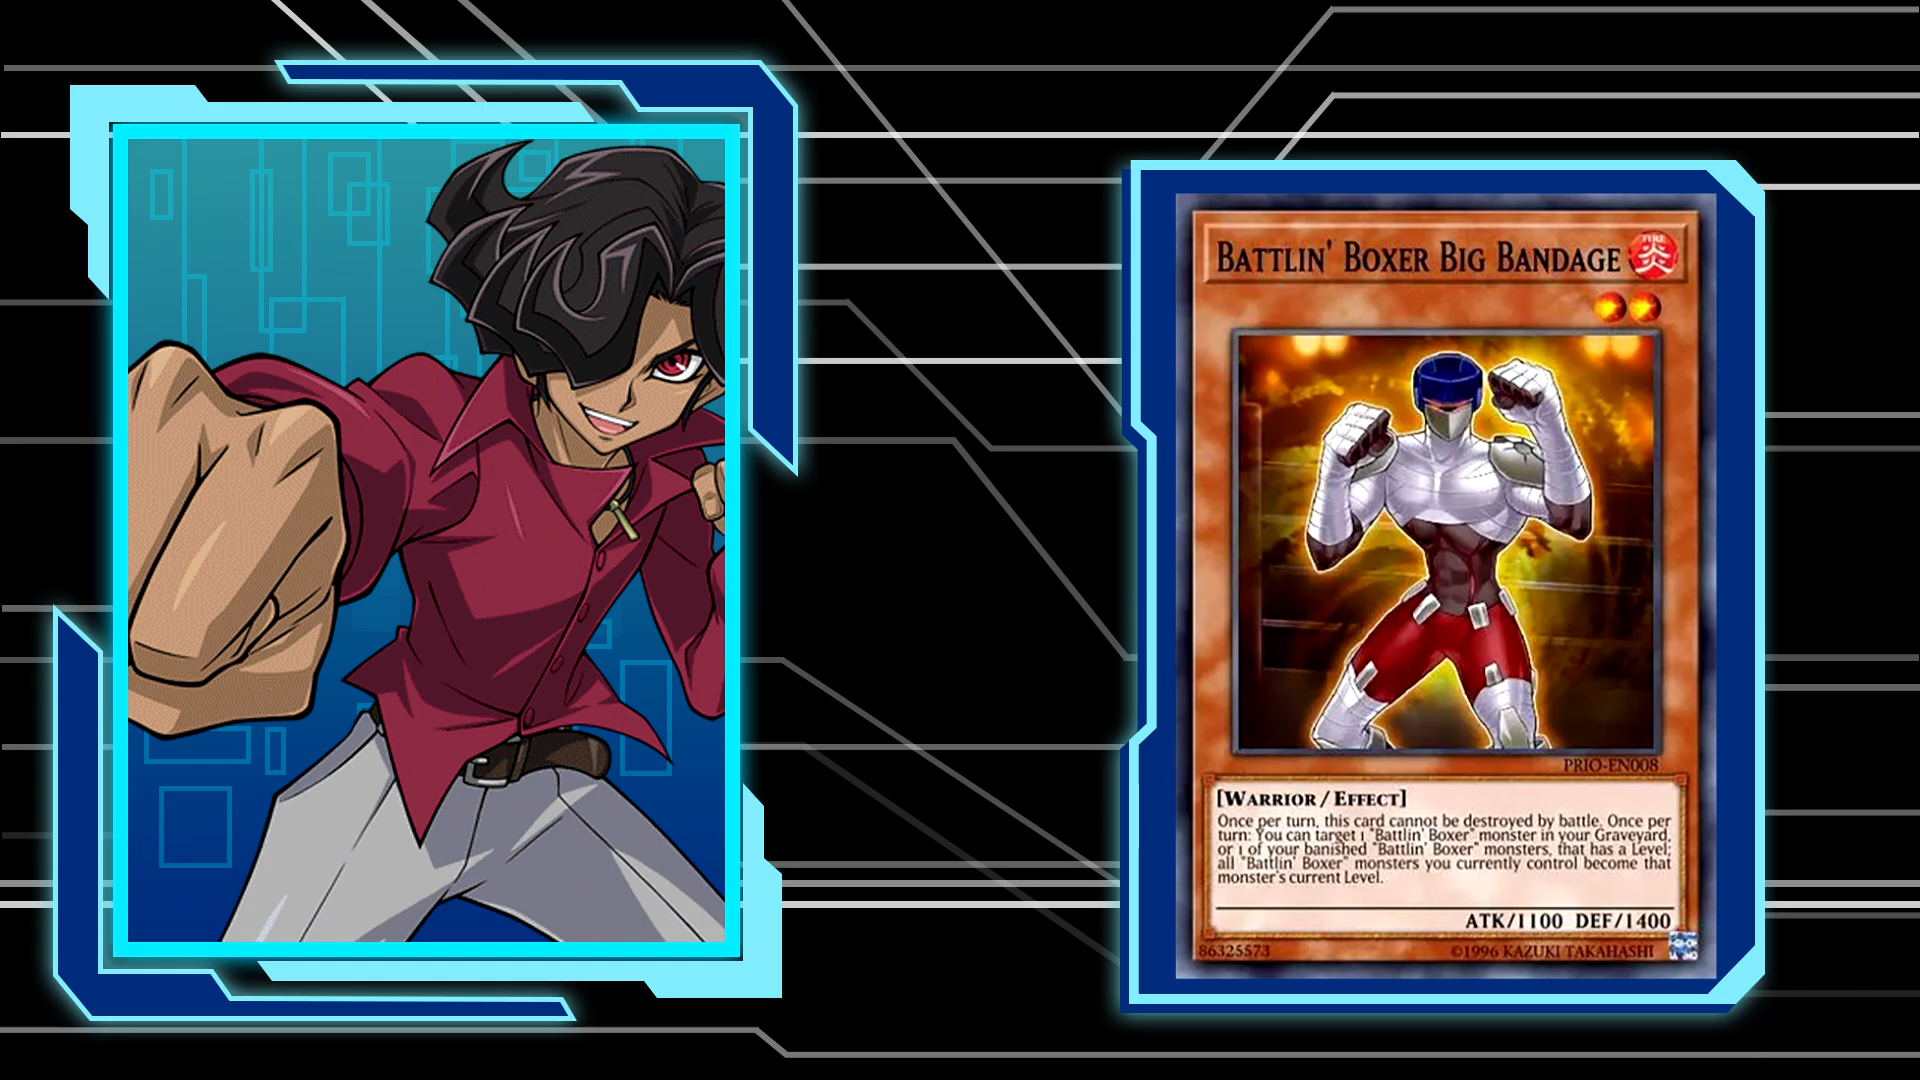 BATTLIN' BOXER BIG BANDAGE
FIRE
炎
PRIO-EN008
[WARRIOR / EFFECT]
Once per turn, this card cannot be destroyed by battle. Once per
turn: You can target 1 "Battlin' Boxer" monster in your Graveyard,
or 1 of your banished "Battlin' Boxer" monsters, that has a Level;
all "Battlin' Boxer" monsters you currently control become that
monster's current Level.
ATK/1100 DEF/1400
86325573 ©1996 KAZUKI TAKAHASHI